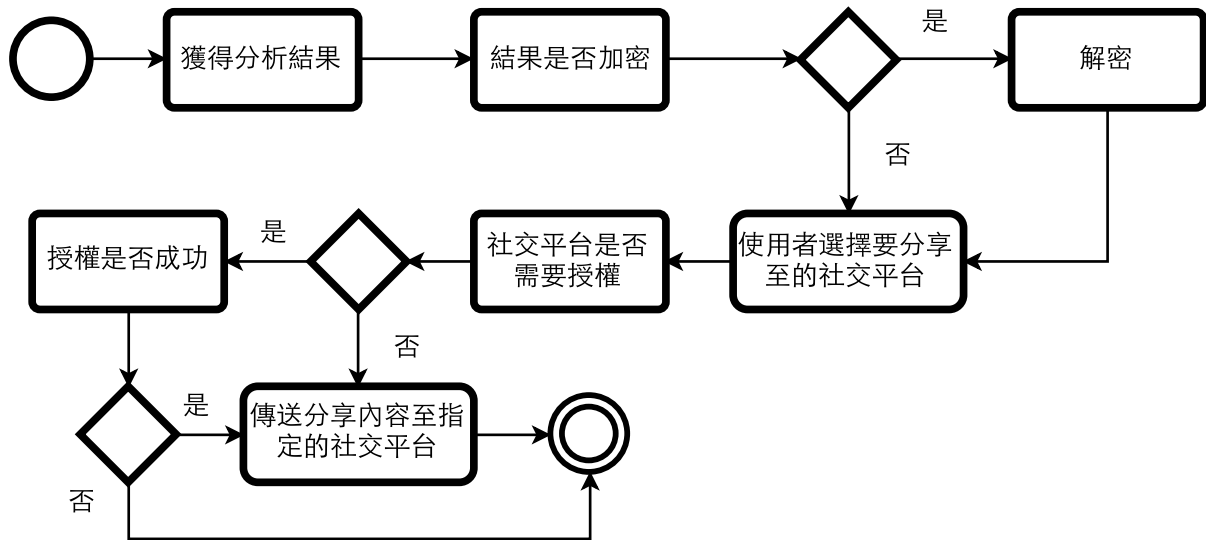 獲得分析結果
結果是否加密
是
解密
否
使用者選擇要分享
至的社交平台
社交平台是否
需要授權
是
授權是否成功
否
是
傳送分享內容至指
定的社交平台
否